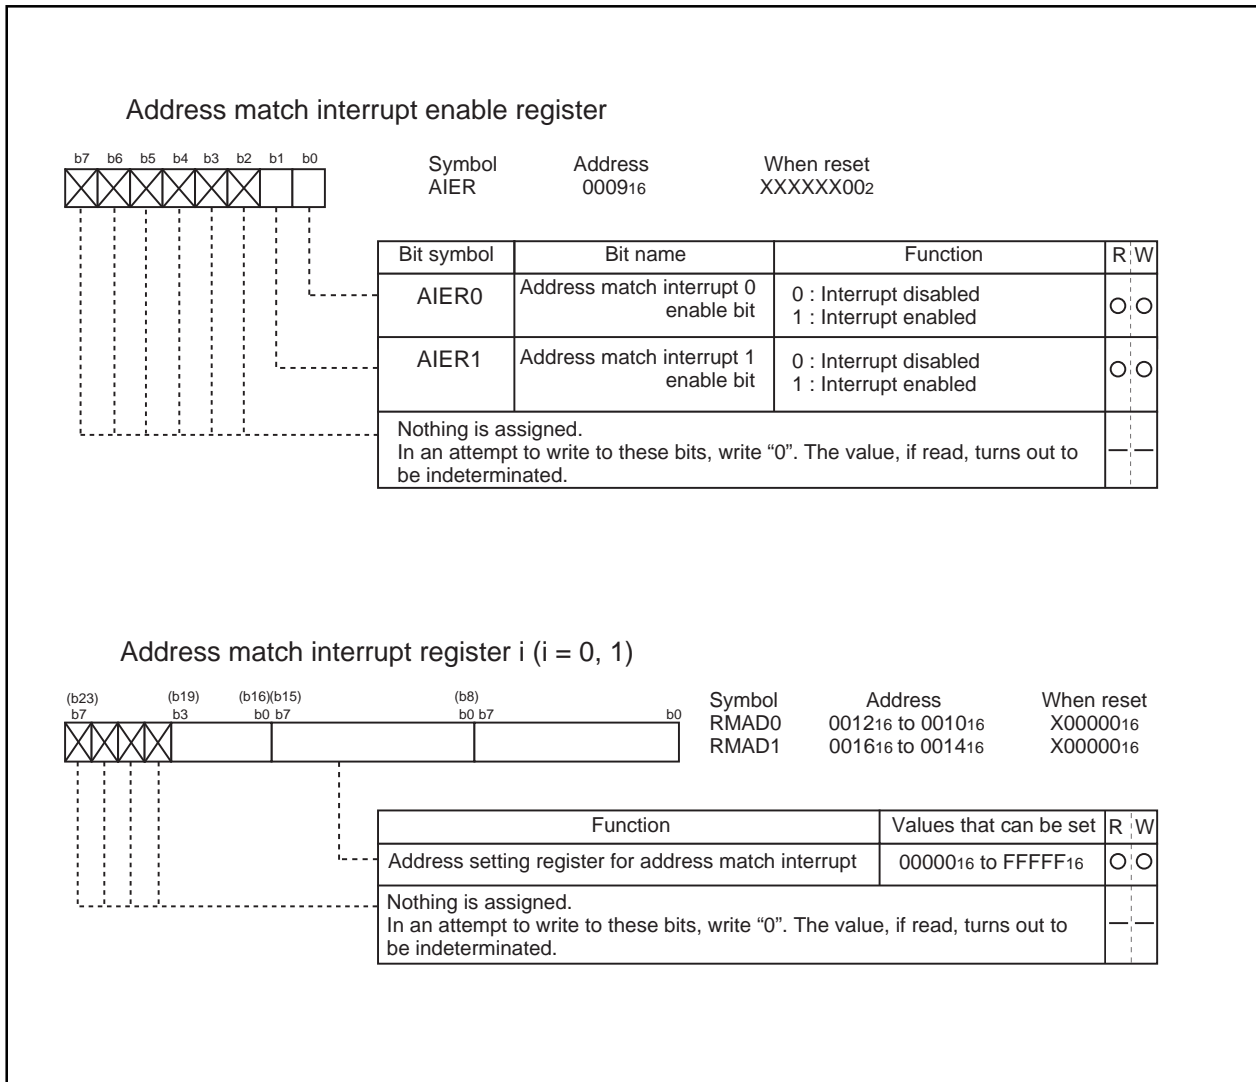 Address match interrupt enable register
b7 b6 b5 b4 b3 b2 b1 b0
Symbol Address When reset
AIER 000916 XXXXXX002
Bit symbol Bit name Function R W
AIER0 Address match interrupt 0 enable bit 0 : Interrupt disabled
1 : Interrupt enabled
AIER1 Address match interrupt 1 enable bit 0 : Interrupt disabled
1 : Interrupt enabled
Nothing is assigned.
In an attempt to write to these bits, write “0”. The value, if read, turns out to
be indeterminated.
Address match interrupt register i (i = 0, 1)
(b23) (b19) (b16)(b15) (b8)
b7 b3 b0 b7 b0 b7 b0
Symbol Address When reset
RMAD0 001216 to 001016 X0000016
RMAD1 001616 to 001416 X0000016
Function Values that can be set R W
Address setting register for address match interrupt 0000016 to FFFFF16
Nothing is assigned.
In an attempt to write to these bits, write “0”. The value, if read, turns out to
be indeterminated.